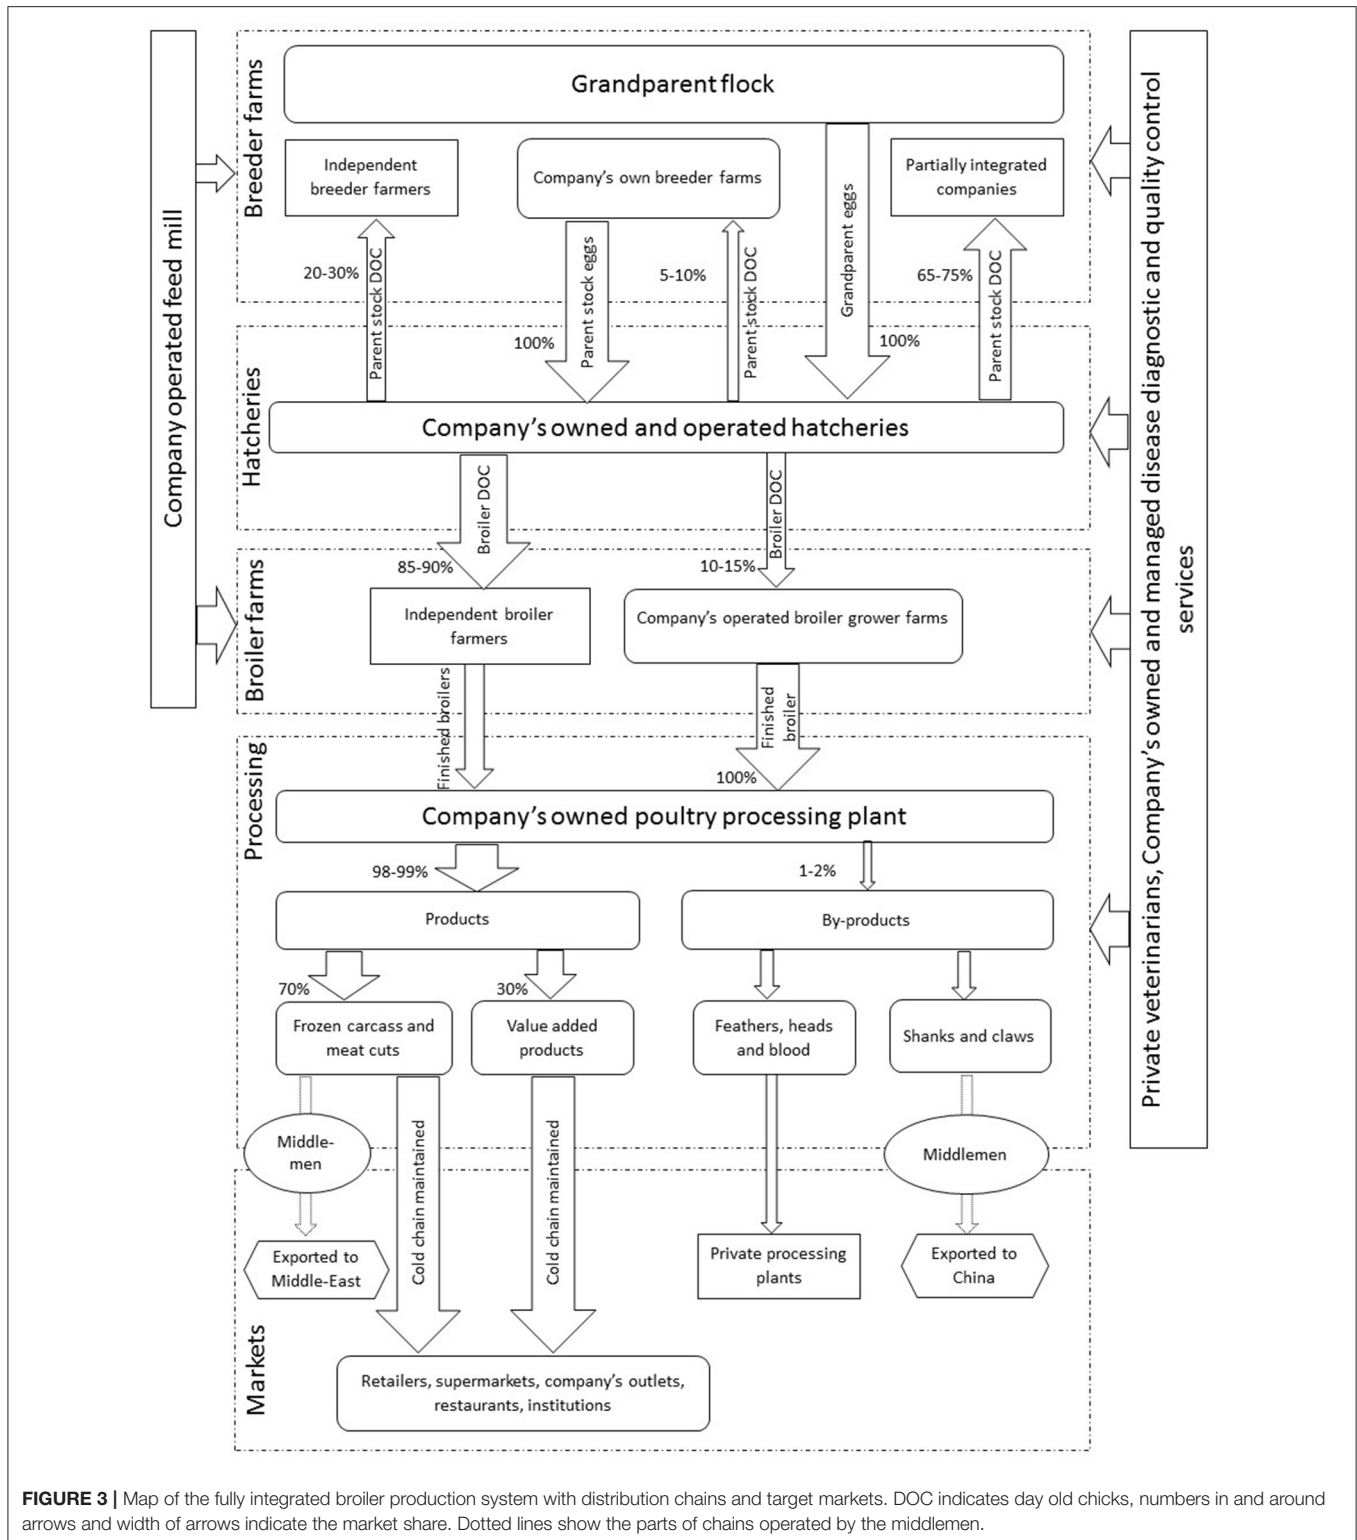 Company operated feed mill
Breeder farms
Grandparent flock
Independent
breeder farmers
Company's own breeder farms
Partially integrated
companies
20-30%
Parent stock DOC
100%
Parent stock eggs
5-10%
Parent stock DOC
Grandparent eggs
100%
65-75%
Parent stock DOC
Hatcheries
Company's owned and operated hatcheries
Broiler DOC
85-90%
Broiler DOC
10-15%
Broiler farms
Independent broiler
farmers
Company's operated broiler grower farms
Finished broilers
Finished
broiler
100%
Processing
Company's owned poultry processing plant
98-99%
1-2%
Products
By-products
70%
30%
Frozen carcass and
meat cuts
Value added
products
Feathers, heads
and blood
Shanks and claws
Middle-
men
Cold chain maintained
Cold chain maintained
Middlemen
Markets
Exported to
Middle-East
Private processing
plants
Exported to
China
Retailers, supermarkets, company's outlets,
restaurants, institutions
Private veterinarians, Company's owned and managed disease diagnostic and quality control
services
FIGURE 3 | Map of the fully integrated broiler production system with distribution chains and target markets. DOC indicates day old chicks, numbers in and around
arrows and width of arrows indicate the market share. Dotted lines show the parts of chains operated by the middlemen.